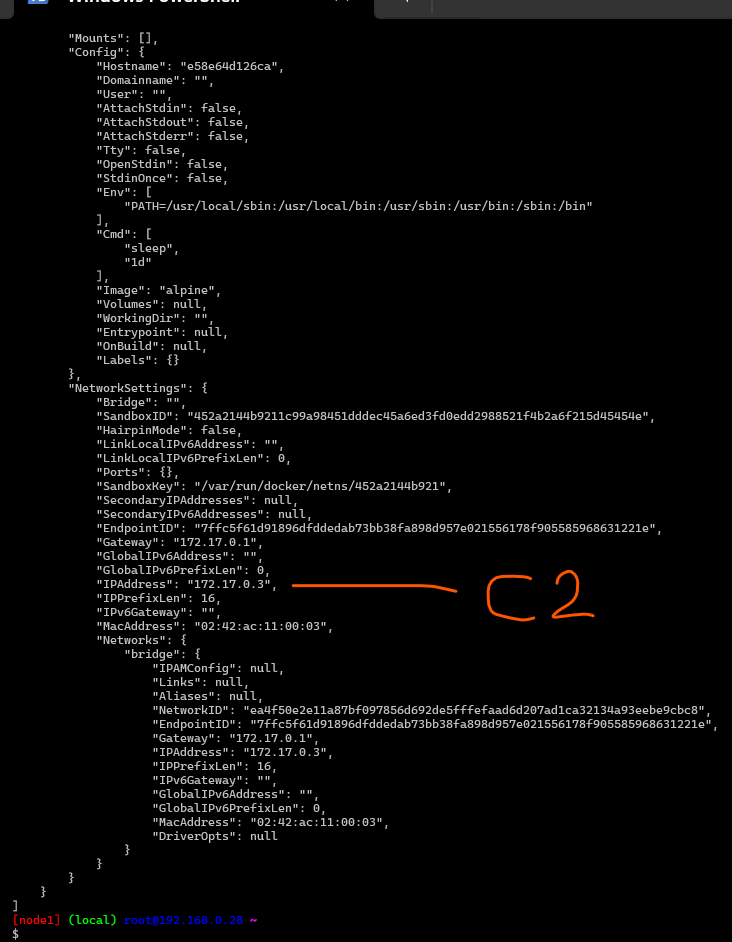 Windows PowerShell
"Mounts": [],
"Config": {
"Hostname": "e58e64d126ca",
"Domainname": "",
"User": "",
"AttachStdin": false,
"AttachStdout": false,
"AttachStderr": false,
"Tty": false,
"OpenStdin": false,
"StdinOnce": false,
"Env": [
"PATH=/usr/local/sbin:/usr/local/bin:/usr/sbin:/usr/bin:/sbin:/bin"
],
"Cmd": [
"sleep",
"1d"
],
"Image": "alpine",
"Volumes": null,
"WorkingDir": "",
"Entrypoint": null,
"OnBuild": null,
"Labels": {}
},
"NetworkSettings": {
"Bridge": "",
"SandboxID": "452a2144b9211c99a98451dddec45a6ed3fd0edd2988521f4b2a6f215d45454e",
"HairpinMode": false,
"LinkLocalIPv6Address": "",
"LinkLocalIPv6PrefixLen": 0,
"Ports": {},
"SandboxKey": "/var/run/docker/netns/452a2144b921",
"SecondaryIPAddresses": null,
"SecondaryIPv6Addresses": null,
"EndpointID": "7ffc5f61d91896dfddedab73bb38fa898d957e021556178f905585968631221e",
"Gateway": "172.17.0.1",
"GlobalIPv6Address": "",
"GlobalIPv6PrefixLen": 0,
"IPAddress": "172.17.0.3", C2
"IPPrefixLen": 16,
"IPv6Gateway": "",
"MacAddress": "02:42:ac:11:00:03",
"Networks": {
"bridge": {
"IPAMConfig": null,
"Links": null,
"Aliases": null,
"NetworkID": "ea4f50e2e11a87bf097856d692de5fffefaad6d207ad1ca32134a93eebe9cbc8",
"EndpointID": "7ffc5f61d91896dfddedab73bb38fa898d957e021556178f905585968631221e",
"Gateway": "172.17.0.1",
"IPAddress": "172.17.0.3",
"IPPrefixLen": 16,
"IPv6Gateway": "",
"GlobalIPv6Address": "",
"GlobalIPv6PrefixLen": 0,
"MacAddress": "02:42:ac:11:00:03",
"DriverOpts": null
}
}
}
}
]
[node1] (local) root@192.168.0.28 ~
$